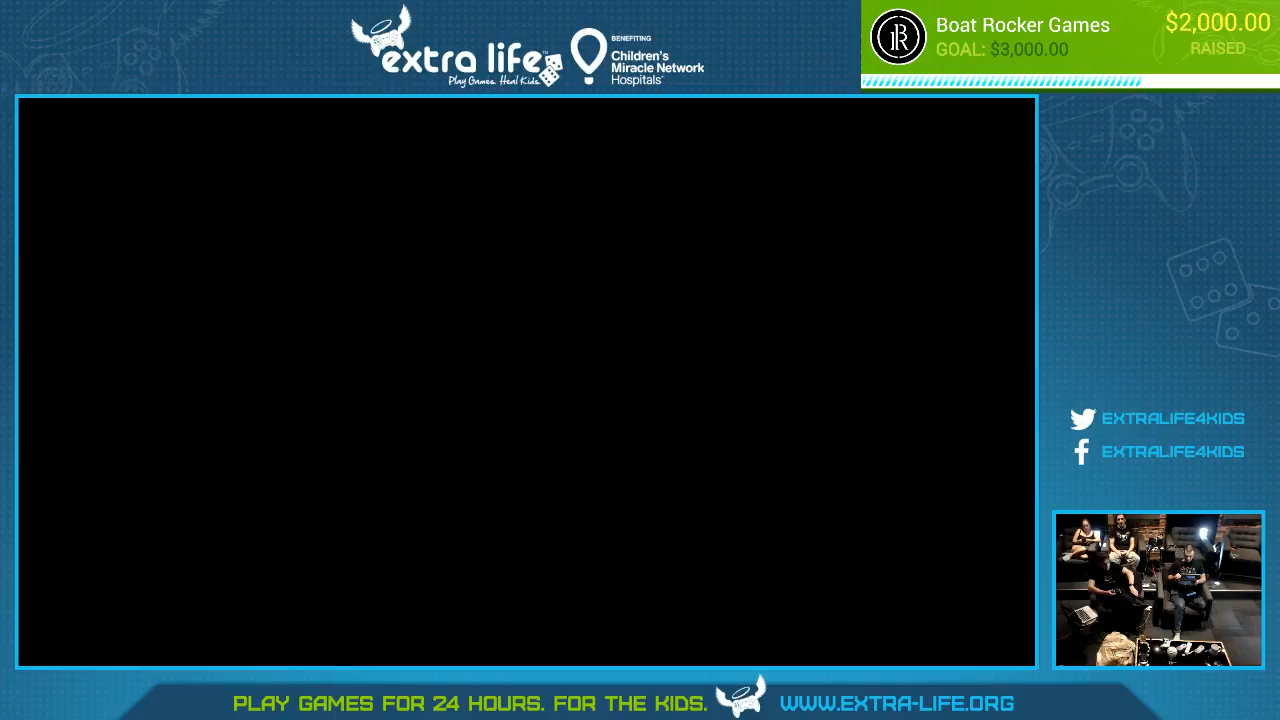 extra life™
Play Games. Heal Kids.
BENEFITING
Children's
Miracle Network
Hospitals®
Boat Rocker Games
GOAL: $3,000.00
$2,000.00
RAISED
EXTRALIFE4KIDS
EXTRALIFE4KIDS
PLAY GAMES FOR 24 HOURS. FOR THE KIDS.
WWW.EXTRA-LIFE.ORG